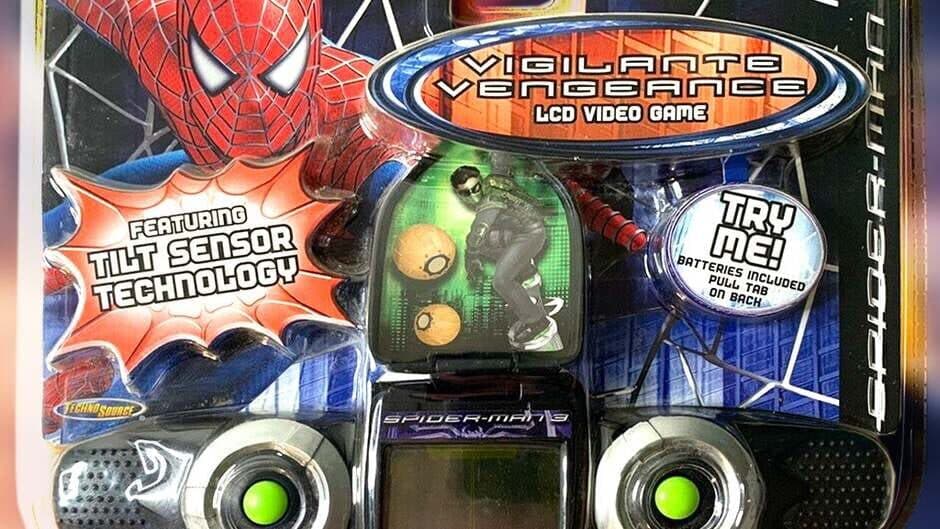 VIGILANTE
VENGEANCE
LCD VIDEO GAME
FEATURING
TILT SENSOR
TECHNOLOGY
TRY
ME!
BATTERIES INCLUDED
PULL TAB
ON BACK
SPIDER-MAN
TECHNO SOURCE
SPIDER-MAN 3